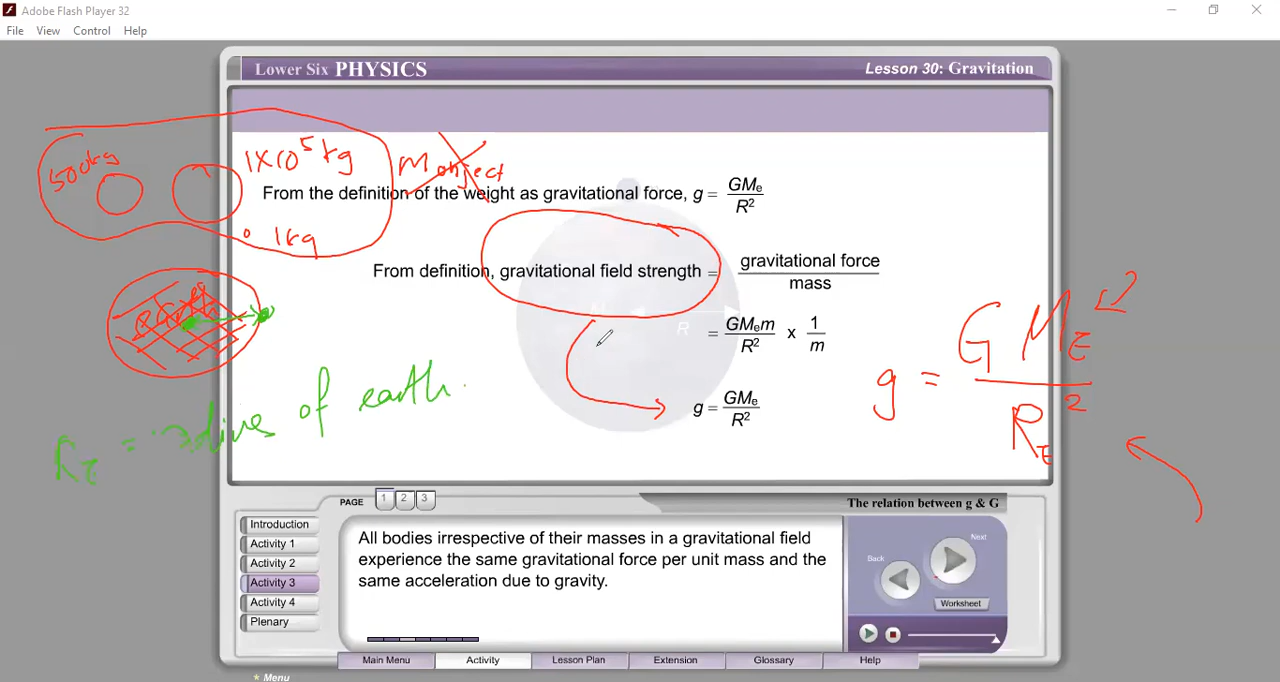 Adobe Flash Player 32
File View Control Help
Lower Six PHYSICS
Lesson 30: Gravitation
500kg
1x10⁵ kg
M object
1kg
From the definition of the weight as gravitational force, g = GMe / R²
From definition, gravitational field strength = gravitational force / mass
R
= GMem / R² x 1 / m
g = GMe / R²
g = G ME / RE²
RE = of earth.
PAGE 1 2 3
The relation between g & G
Introduction
Activity 1
Activity 2
Activity 3
Activity 4
Plenary
All bodies irrespective of their masses in a gravitational field
experience the same gravitational force per unit mass and the
same acceleration due to gravity.
Back
Next
Worksheet
Main Menu Activity Lesson Plan Extension Glossary Help
Menu